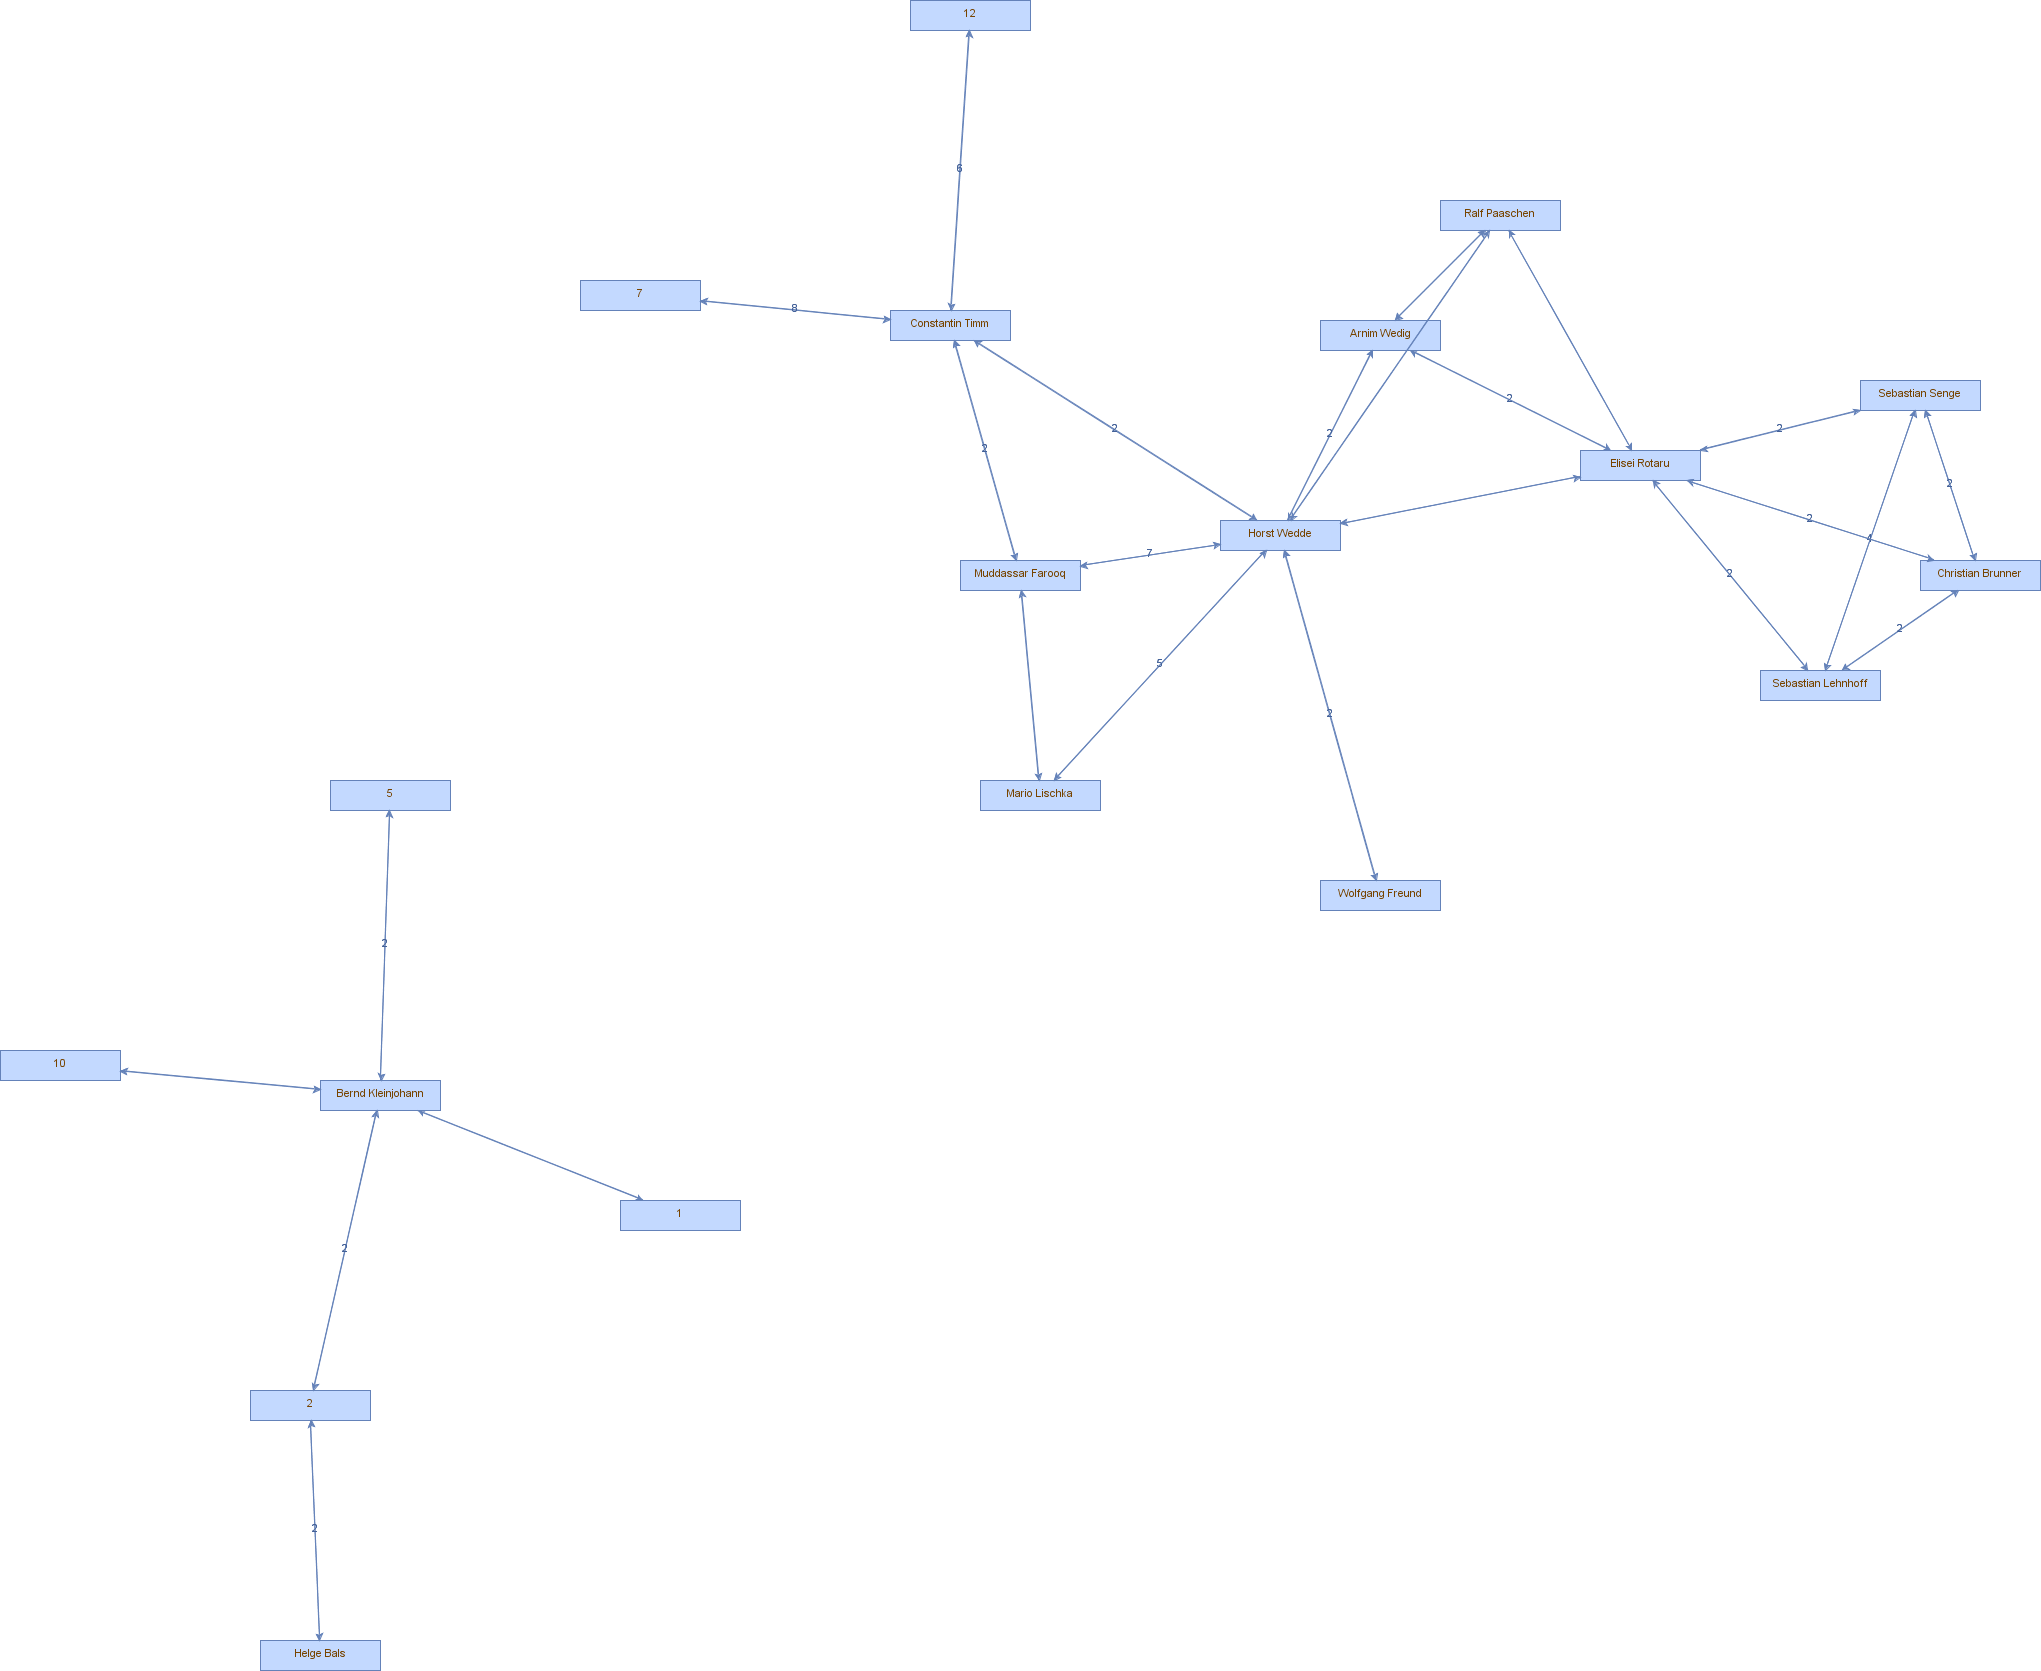 12
6
Ralf Paaschen
7
8
Constantin Timm
Arnim Wedig
Sebastian Senge
2
2
2
2
2
Elisei Rotaru
2
2
Horst Wedde
4
7
Muddassar Farooq
2
Christian Brunner
2
5
Sebastian Lehnhoff
2
5
Mario Lischka
Wolfgang Freund
2
10
Bernd Kleinjohann
1
2
2
2
Helge Bals